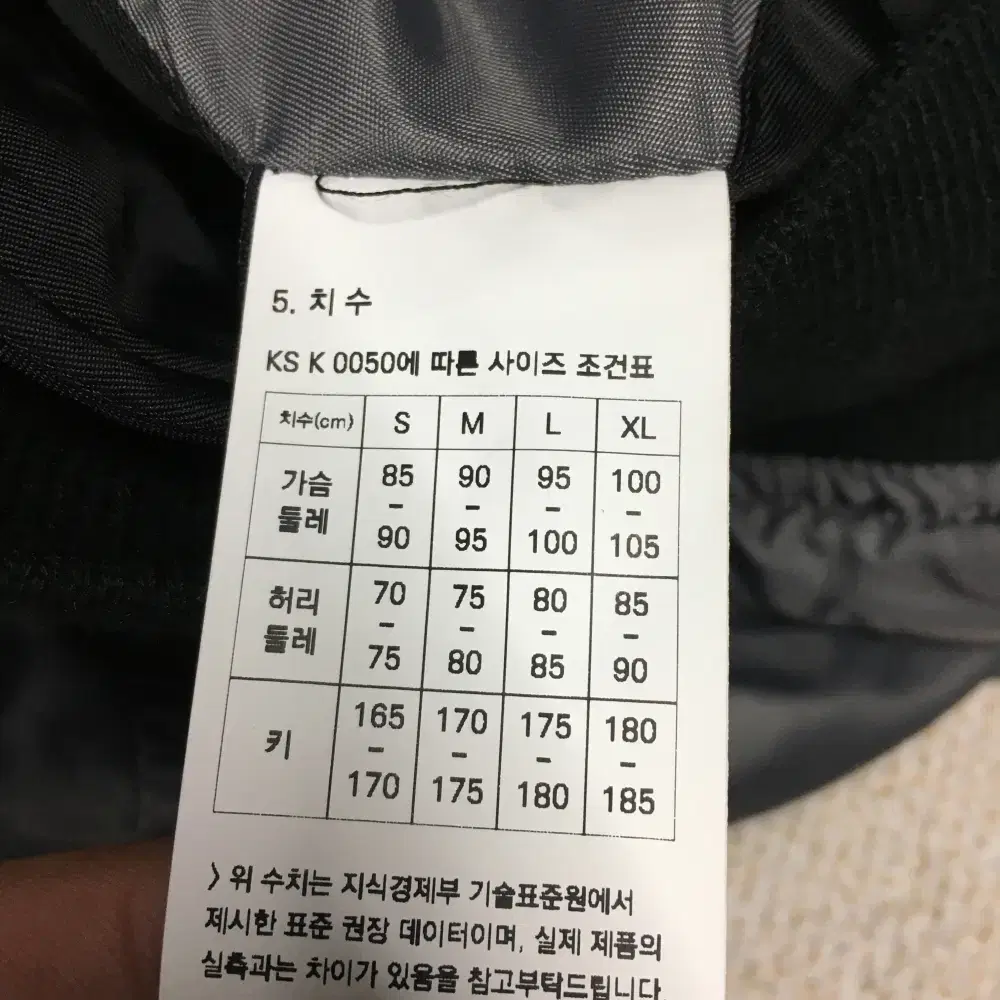 5. 치 수
KS K 0050에 따른 사이즈 조건표
치수(cm) S M L XL
가슴 둘레 85 - 90 90 - 95 95 - 100 100 - 105
허리 둘레 70 - 75 75 - 80 80 - 85 85 - 90
키 165 - 170 170 - 175 175 - 180 180 - 185
〉위 수치는 지식경제부 기술표준원에서
제시한 표준 권장 데이터이며, 실제 제품의
실측과는 차이가 있음을 참고부탁드립니다.